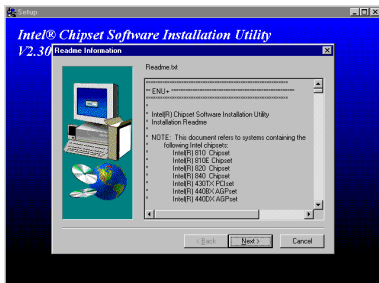 Setup
Intel® Chipset Software Installation Utility
V2.30
Readme Information
Readme.txt
************************************************************
** ENU+ ***************************************************
************************************************************
*
* Intel(R) Chipset Software Installation Utility
* Installation Readme
*
* NOTE: This document refers to systems containing the
* following Intel chipsets:
* Intel(R) 810 Chipset
* Intel(R) 810E Chipset
* Intel(R) 820 Chipset
* Intel(R) 840 Chipset
* Intel(R) 430TX PCIset
* Intel(R) 440BX AGPset
* Intel(R) 440DX AGPset
< Back
Next >
Cancel